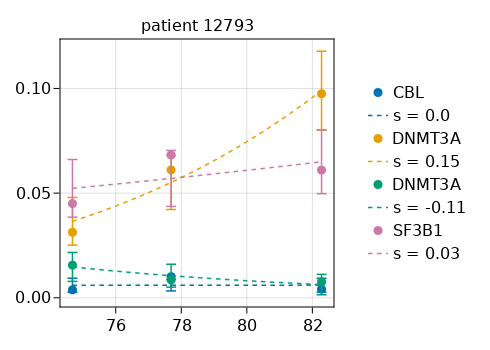 patient 12793
0.10
0.05
0.00
76 78 80 82
CBL
s = 0.0
DNMT3A
s = 0.15
DNMT3A
s = -0.11
SF3B1
s = 0.03